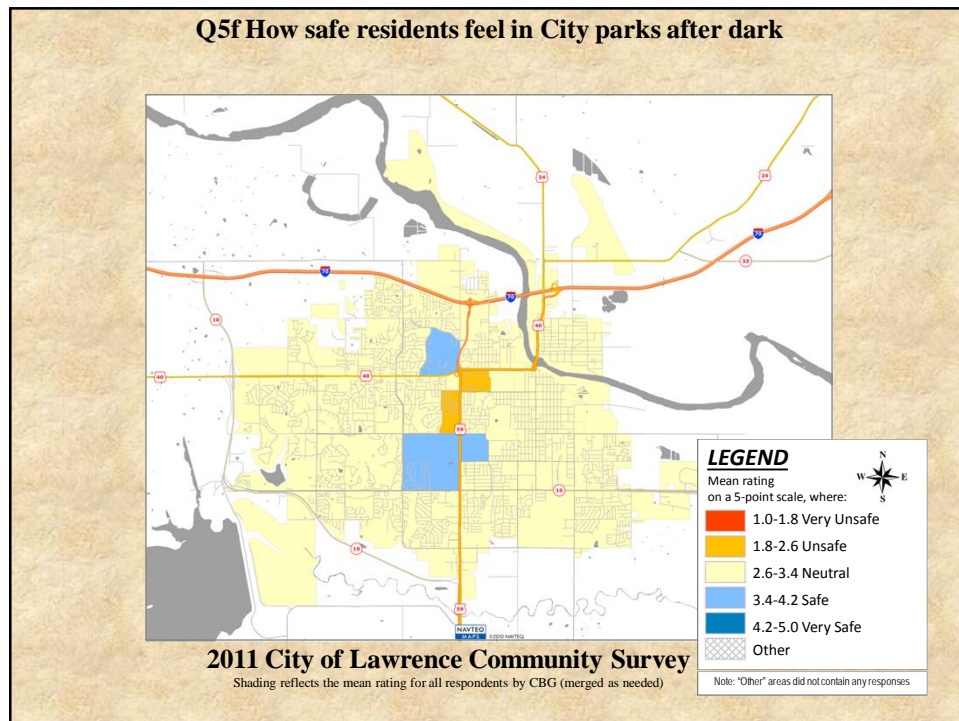 Q5f How safe residents feel in City parks after dark
24
24
70
70
32
70
10
40
40
40
59
10
10
59
NAVTEQ
MAPS ©2010 NAVTEQ
LEGEND
Mean rating
on a 5-point scale, where:
N
W E
S
1.0-1.8 Very Unsafe
1.8-2.6 Unsafe
2.6-3.4 Neutral
3.4-4.2 Safe
4.2-5.0 Very Safe
Other
Note: "Other" areas did not contain any responses
2011 City of Lawrence Community Survey
Shading reflects the mean rating for all respondents by CBG (merged as needed)